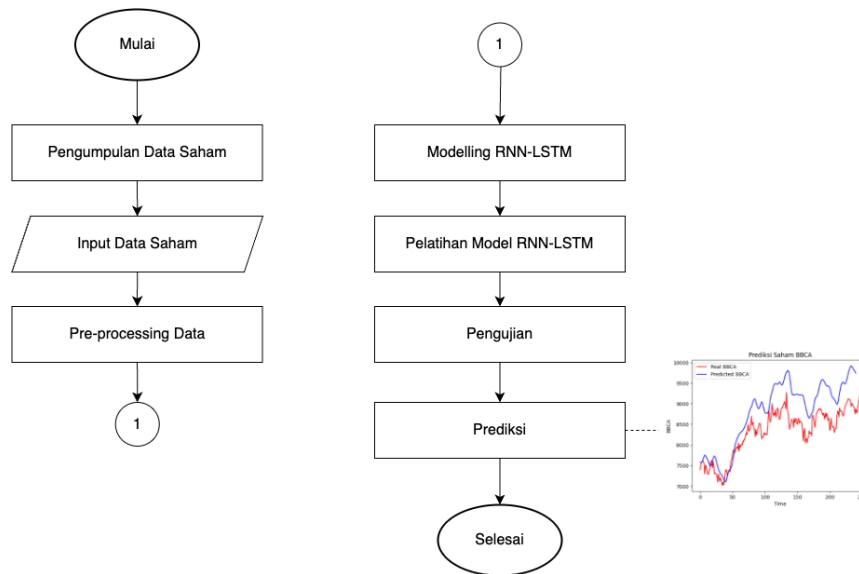 Mulai
Pengumpulan Data Saham
Input Data Saham
Pre-processing Data
1
1
Modelling RNN-LSTM
Pelatihan Model RNN-LSTM
Pengujian
Prediksi
Selesai
Prediksi Saham BBCA
Real BBCA
Predicted BBCA
BBCA
10000
9500
9000
8500
8000
7500
7000
0
50
100
150
200
Time